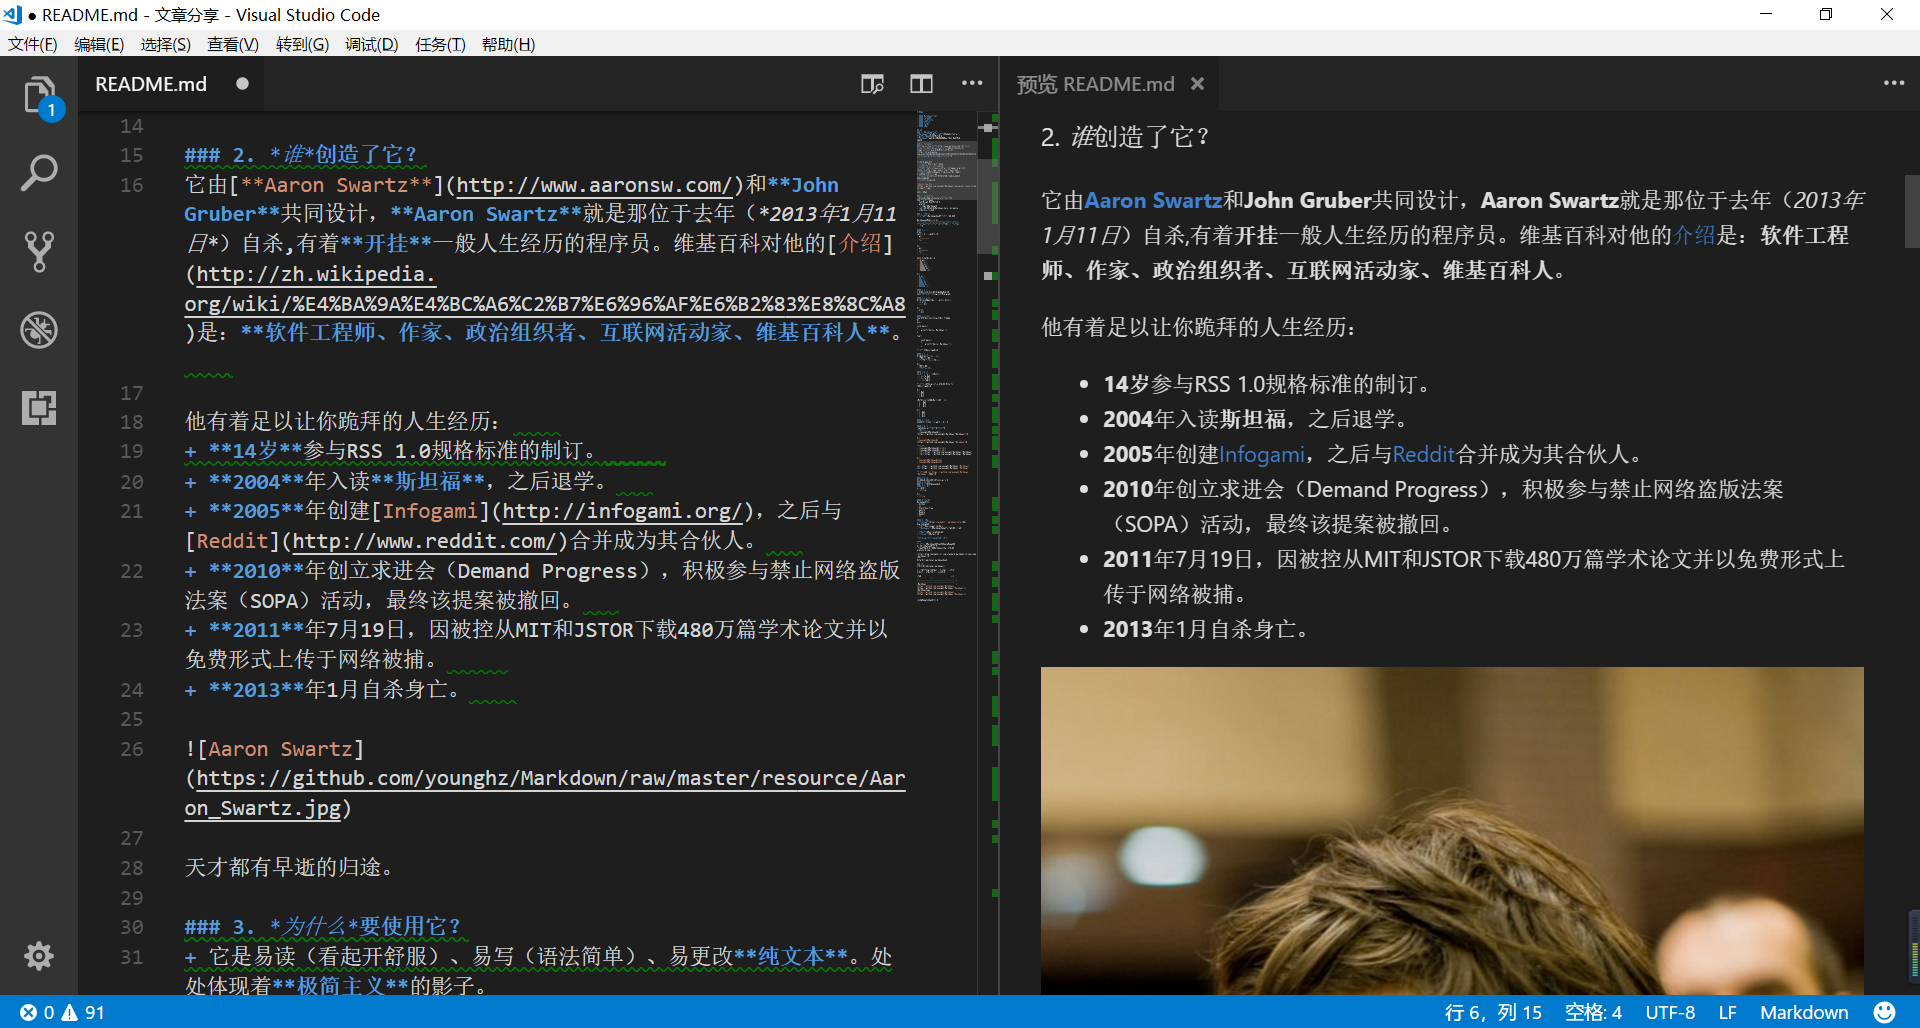 ● README.md - 文章分享 - Visual Studio Code
文件(F) 编辑(E) 选择(S) 查看(V) 转到(G) 调试(D) 任务(T) 帮助(H)
1
README.md ●
14
15 ### 2. *谁*创造了它？
16 它由[**Aaron Swartz**](http://www.aaronsw.com/)和**John
Gruber**共同设计，**Aaron Swartz**就是那位于去年（*2013年1月11
日*）自杀,有着**开挂**一般人生经历的程序员。维基百科对他的[介绍]
(http://zh.wikipedia.
org/wiki/%E4%BA%9A%E4%BC%A6%C2%B7%E6%96%AF%E6%B2%83%E8%8C%A8
)是：**软件工程师、作家、政治组织者、互联网活动家、维基百科人**。
17
18 他有着足以让你跪拜的人生经历：
19 + **14岁**参与RSS 1.0规格标准的制订。
20 + **2004**年入读**斯坦福**，之后退学。
21 + **2005**年创建[Infogami](http://infogami.org/)，之后与
[Reddit](http://www.reddit.com/)合并成为其合伙人。
22 + **2010**年创立求进会（Demand Progress），积极参与禁止网络盗版
法案（SOPA）活动，最终该提案被撤回。
23 + **2011**年7月19日，因被控从MIT和JSTOR下载480万篇学术论文并以
免费形式上传于网络被捕。
24 + **2013**年1月自杀身亡。
25
26 ![Aaron Swartz]
(https://github.com/younghz/Markdown/raw/master/resource/Aar
on_Swartz.jpg)
27
28 天才都有早逝的归途。
29
30 ### 3. *为什么*要使用它？
31 + 它是易读（看起开舒服）、易写（语法简单）、易更改**纯文本**。处
处体现着**极简主义**的影子。
预览 README.md
2. 谁创造了它？
它由Aaron Swartz和John Gruber共同设计，Aaron Swartz就是那位于去年（2013年
1月11日）自杀,有着开挂一般人生经历的程序员。维基百科对他的介绍是：软件工程
师、作家、政治组织者、互联网活动家、维基百科人。
他有着足以让你跪拜的人生经历：
• 14岁参与RSS 1.0规格标准的制订。
• 2004年入读斯坦福，之后退学。
• 2005年创建Infogami，之后与Reddit合并成为其合伙人。
• 2010年创立求进会（Demand Progress），积极参与禁止网络盗版法案
（SOPA）活动，最终该提案被撤回。
• 2011年7月19日，因被控从MIT和JSTOR下载480万篇学术论文并以免费形式上
传于网络被捕。
• 2013年1月自杀身亡。
0 91
行 6，列 15 空格: 4 UTF-8 LF Markdown